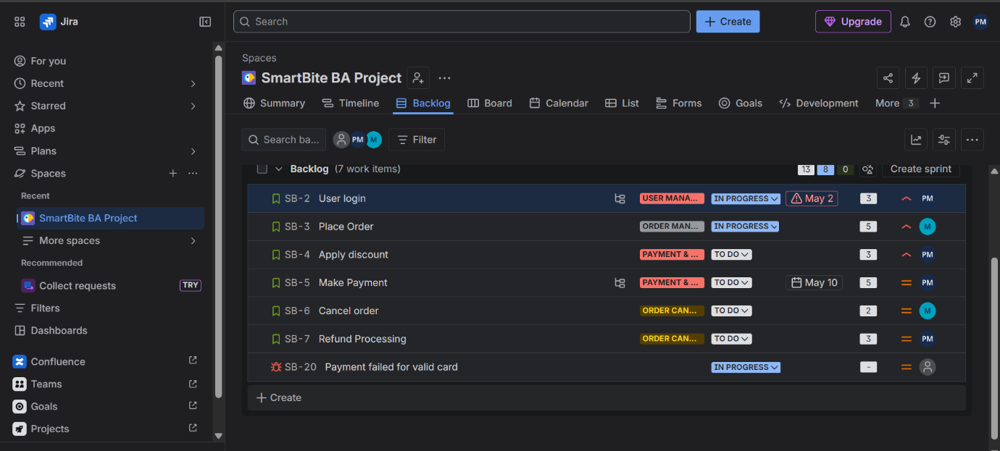 Jira
Search
Create
Upgrade
PM
For you
Recent
Starred
Apps
Plans
Spaces
Recent
SmartBite BA Project
More spaces
Recommended
Collect requests TRY
Filters
Dashboards
Confluence
Teams
Goals
Projects
Spaces
SmartBite BA Project
Summary Timeline Backlog Board Calendar List Forms Goals Development More 3
Search ba... PM M Filter
Backlog (7 work items) 13 8 0 Create sprint
SB-2 User login USER MANA... IN PROGRESS May 2 3 PM
SB-3 Place Order ORDER MAN... IN PROGRESS 5 M
SB-4 Apply discount PAYMENT & ... TO DO 3 PM
SB-5 Make Payment PAYMENT & ... TO DO May 10 5 PM
SB-6 Cancel order ORDER CAN... TO DO 2 M
SB-7 Refund Processing ORDER CAN... TO DO 3 PM
SB-20 Payment failed for valid card IN PROGRESS -
Create